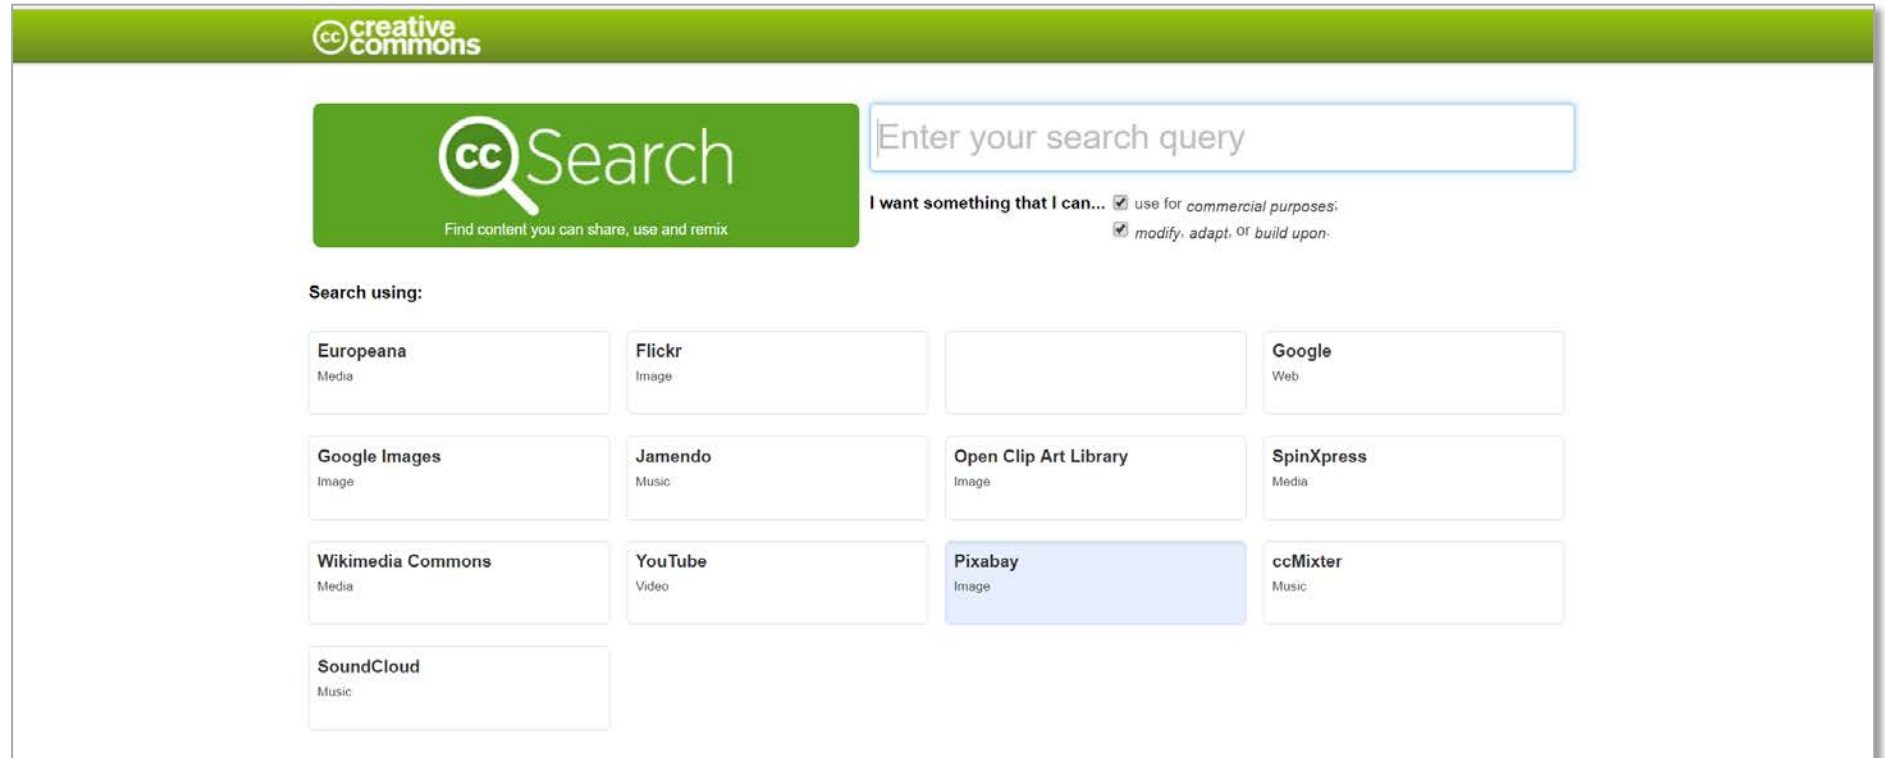 cc creative
commons
cc Search
Find content you can share, use and remix
Enter your search query
I want something that I can... use for commercial purposes;
modify, adapt, or build upon.
Search using:
Europeana
Media
Flickr
Image
Google
Web
Google Images
Image
Jamendo
Music
Open Clip Art Library
Image
SpinXpress
Media
Wikimedia Commons
Media
YouTube
Video
Pixabay
Image
ccMixter
Music
SoundCloud
Music